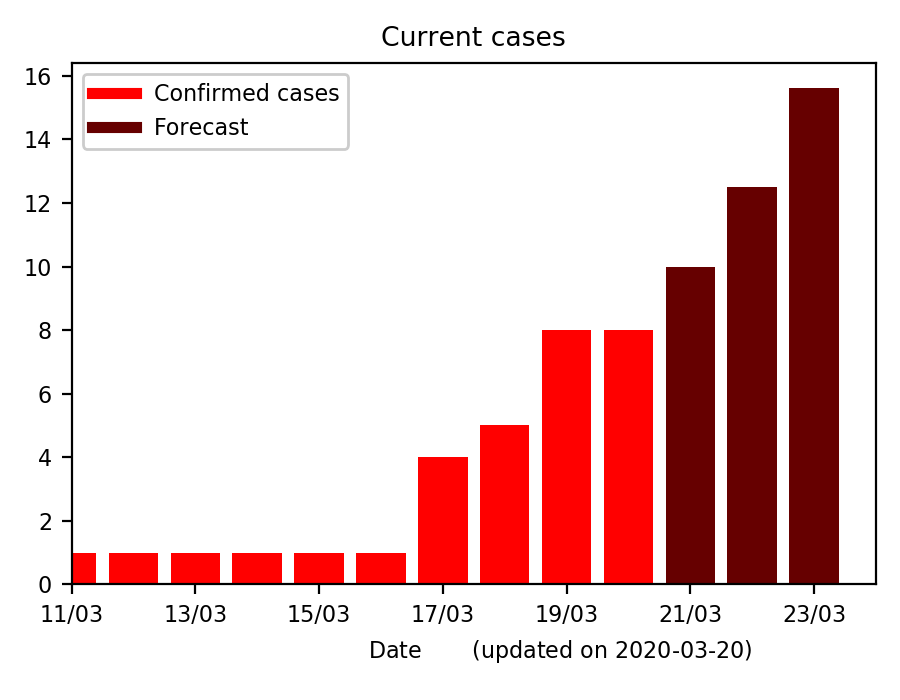 Current cases
Confirmed cases
Forecast
16
14
12
10
8
6
4
2
0
11/03 13/03 15/03 17/03 19/03 21/03 23/03
Date (updated on 2020-03-20)